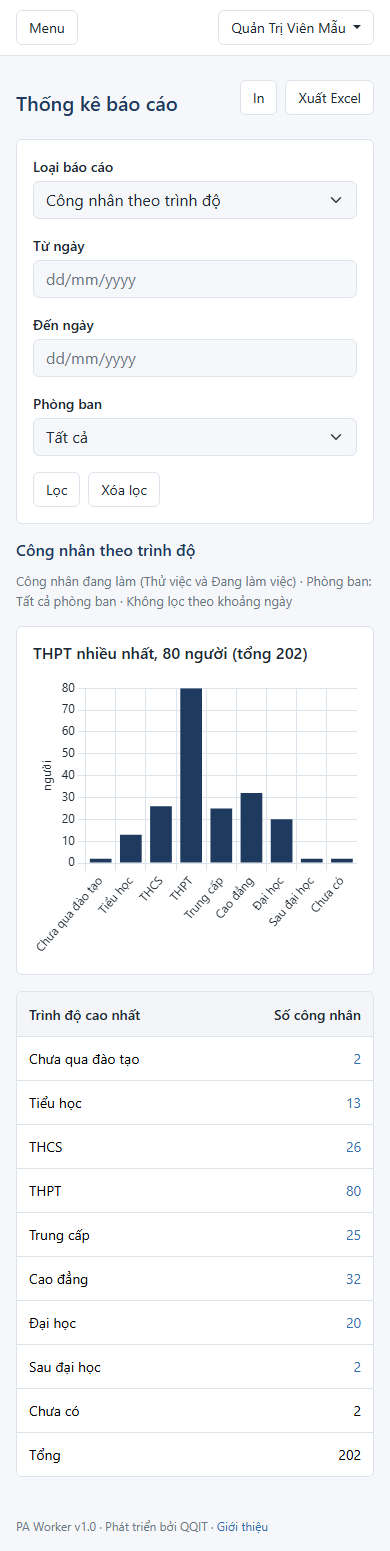 Menu
Quản Trị Viên Mẫu
Thống kê báo cáo
In
Xuất Excel
Loại báo cáo
Công nhân theo trình độ
Từ ngày
dd/mm/yyyy
Đến ngày
dd/mm/yyyy
Phòng ban
Tất cả
Lọc
Xóa lọc
Công nhân theo trình độ
Công nhân đang làm (Thử việc và Đang làm việc) · Phòng ban:
Tất cả phòng ban · Không lọc theo khoảng ngày
THPT nhiều nhất, 80 người (tổng 202)
80
70
60
50
40
30
20
10
0
người
Chưa qua đào tạo
Tiểu học
THCS
THPT
Trung cấp
Cao đẳng
Đại học
Sau đại học
Chưa có
Trình độ cao nhất Số công nhân
Chưa qua đào tạo 2
Tiểu học 13
THCS 26
THPT 80
Trung cấp 25
Cao đẳng 32
Đại học 20
Sau đại học 2
Chưa có 2
Tổng 202
PA Worker v1.0 · Phát triển bởi QQIT · Giới thiệu